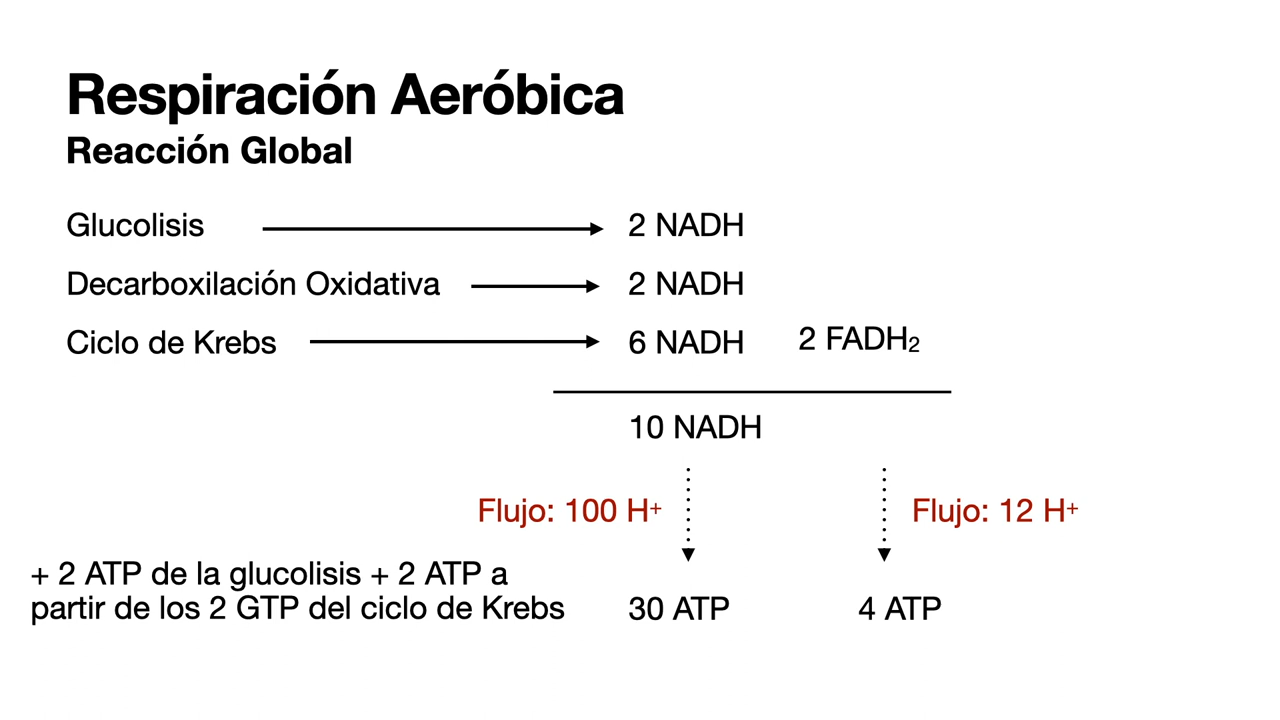 Respiración Aeróbica
Reacción Global
Glucolisis 2 NADH
Decarboxilación Oxidativa 2 NADH
Ciclo de Krebs 6 NADH 2 FADH₂
10 NADH
Flujo: 100 H⁺ Flujo: 12 H⁺
+ 2 ATP de la glucolisis + 2 ATP a
partir de los 2 GTP del ciclo de Krebs 30 ATP 4 ATP